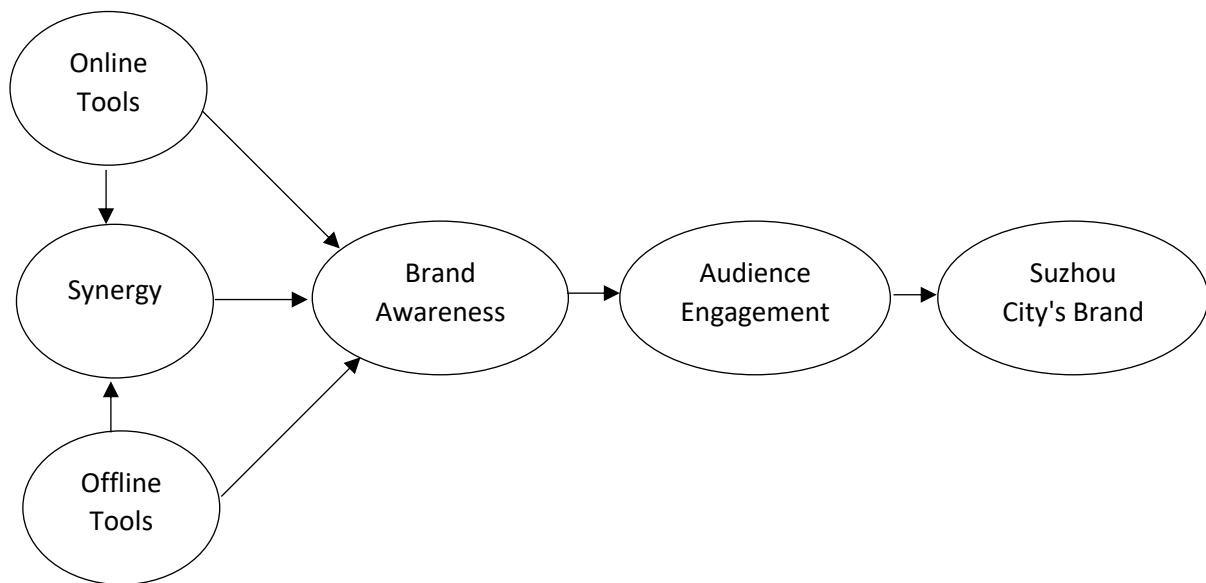 Online
Tools
Synergy
Brand
Awareness
Audience
Engagement
Suzhou
City's Brand
Offline
Tools